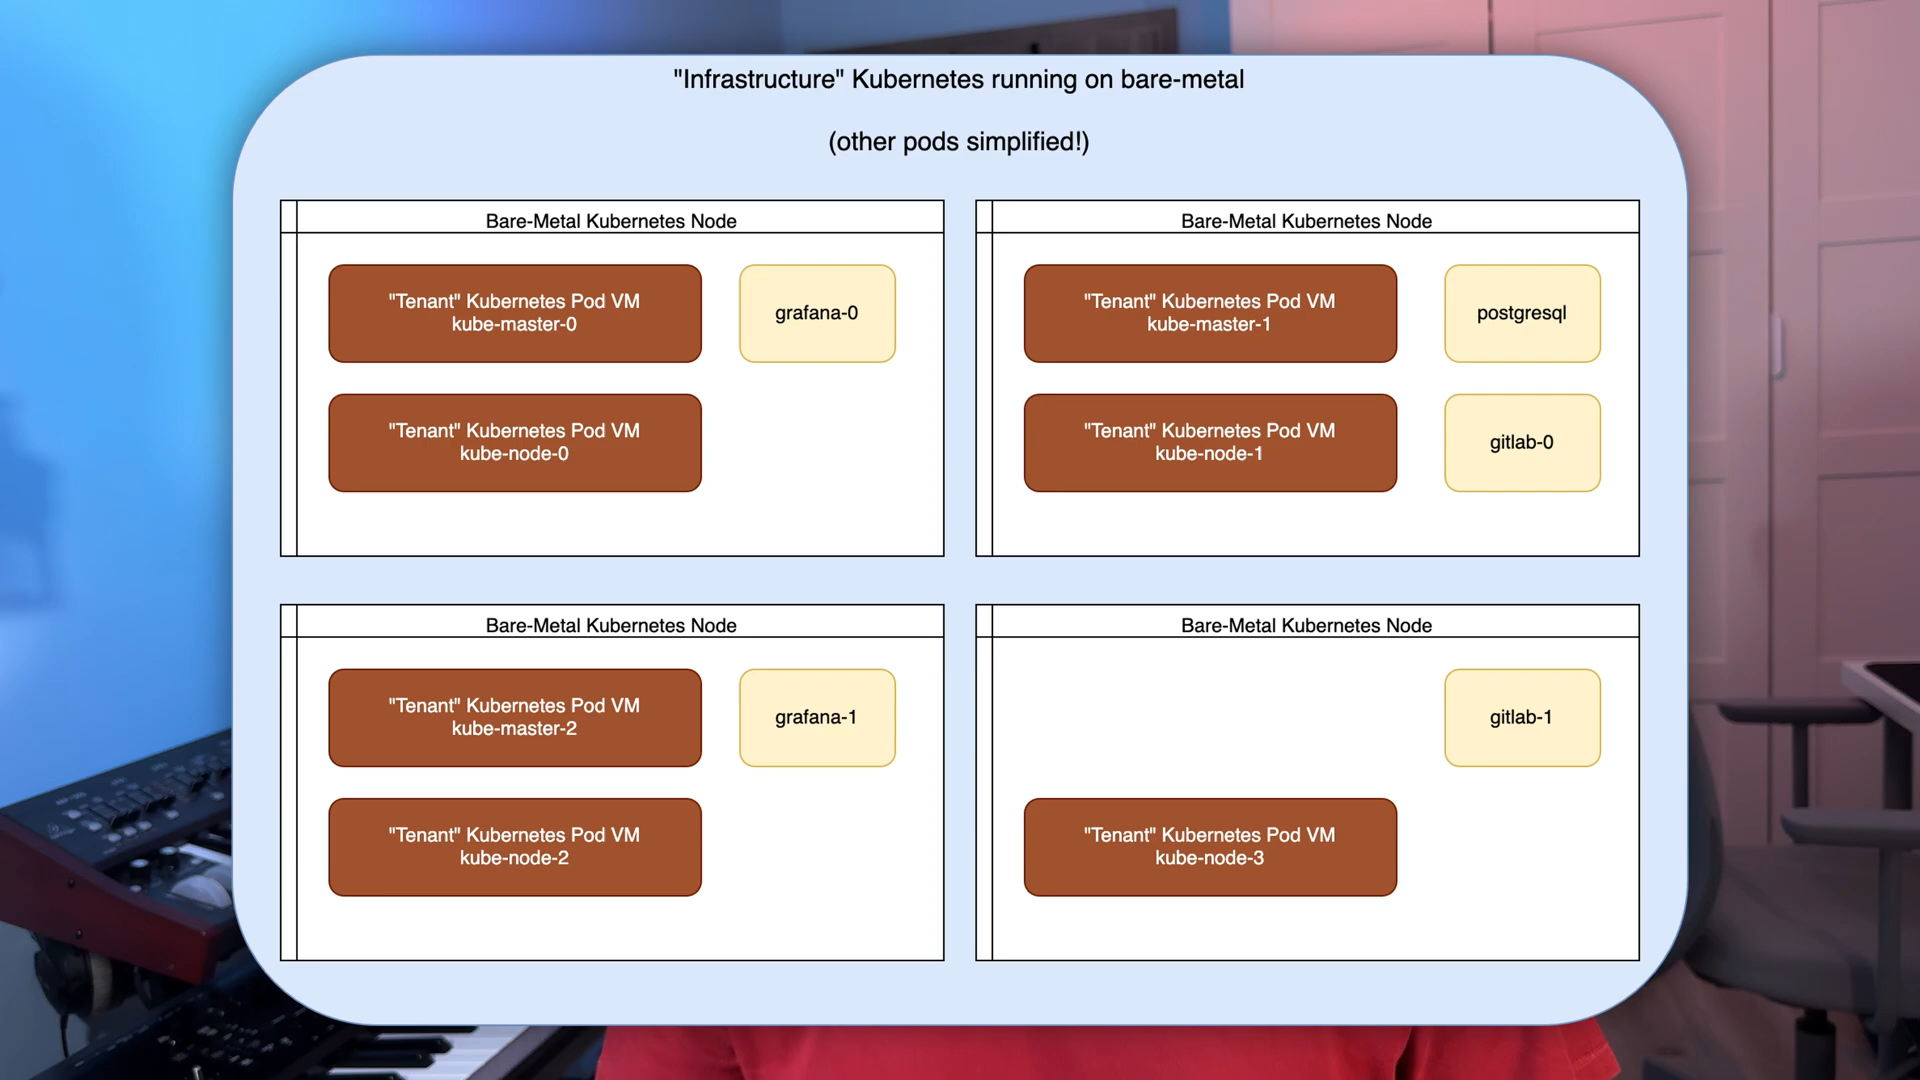 "Infrastructure" Kubernetes running on bare-metal
(other pods simplified!)
Bare-Metal Kubernetes Node
"Tenant" Kubernetes Pod VM
kube-master-0
grafana-0
"Tenant" Kubernetes Pod VM
kube-node-0
Bare-Metal Kubernetes Node
"Tenant" Kubernetes Pod VM
kube-master-1
postgresql
"Tenant" Kubernetes Pod VM
kube-node-1
gitlab-0
Bare-Metal Kubernetes Node
"Tenant" Kubernetes Pod VM
kube-master-2
grafana-1
"Tenant" Kubernetes Pod VM
kube-node-2
Bare-Metal Kubernetes Node
gitlab-1
"Tenant" Kubernetes Pod VM
kube-node-3